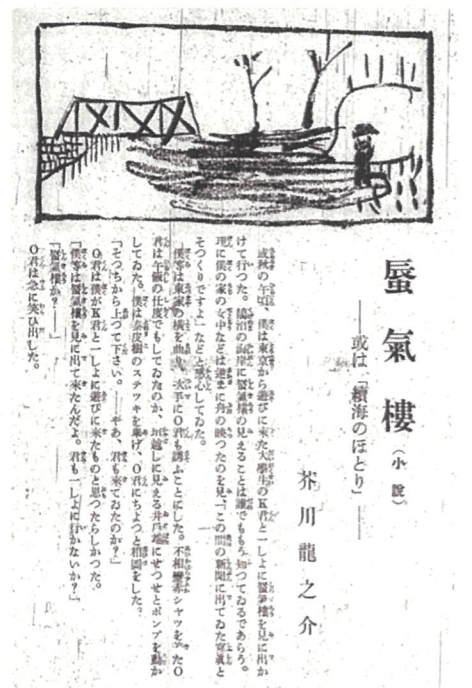 蜃氣樓（小說）
――或は「續海のほとり」――
芥川龍之介
或秋の午頃、僕は東京から遊びに來た大學生のK君と一しよに蜃氣樓を見に出か
けて行つた。鵠沼の海岸に蜃氣樓の見えることは誰でももう知つてゐるであらう。
現に僕の家の女中などは逆まに舟の映つたのを見、「この間の新聞に出てゐた寫眞と
そつくりですよ」などと感心してゐた。
僕等は東家の橫を曲り、次手にO君も誘ふことにした。不相變赤シャツを着たO
君は午飯の仕度でもしてゐたのか、垣越しに見える井戶端にせつせとポンプを動か
してゐた。僕は秦皮樹のステツキを擧げ、O君にちよつと相圖をした。
「そつちから上つて下さい。――やあ、君も來てゐたのか？」
O君は僕がK君と一しよに遊びに來たものと思つたらしかつた。
「僕等は蜃氣樓を見に出て來たんだよ。君も一しよに行かないか？」
「蜃氣樓か？――」
O君は急に笑ひ出した。